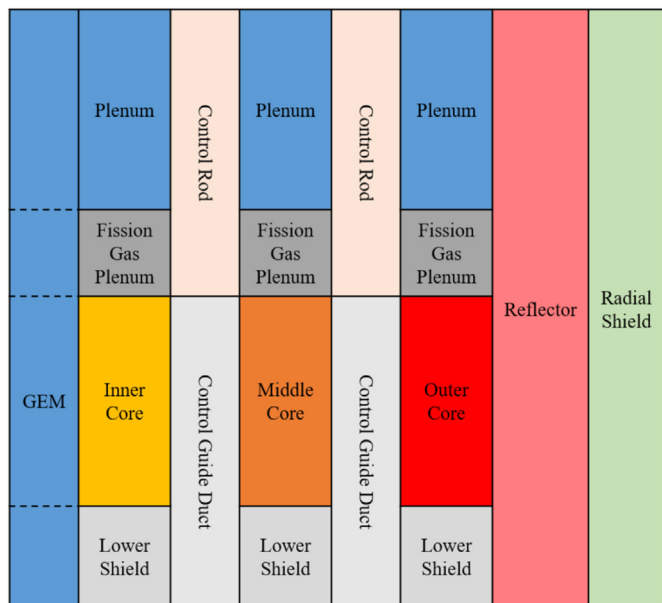 Plenum
Control Rod
Plenum
Control Rod
Plenum
Fission
Gas
Plenum
Fission
Gas
Plenum
Fission
Gas
Plenum
Reflector
Radial
Shield
GEM
Inner
Core
Control Guide Duct
Middle
Core
Control Guide Duct
Outer
Core
Lower
Shield
Lower
Shield
Lower
Shield